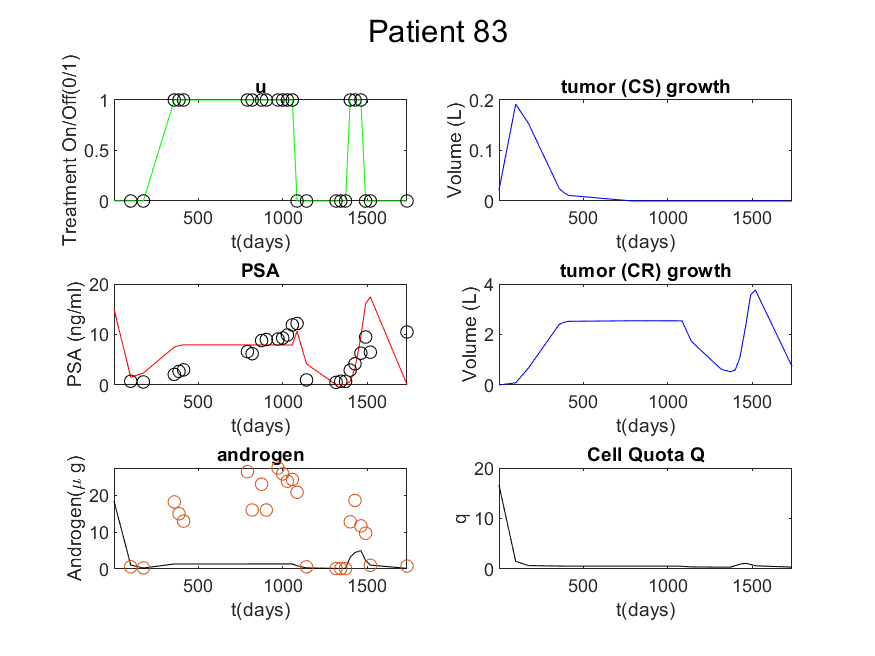 Patient 83
u
Treatment On/Off(0/1)
1
0.5
0
500
1000
1500
t(days)
tumor (CS) growth
Volume (L)
0.2
0.1
0
500
1000
1500
t(days)
PSA
PSA (ng/ml)
20
10
0
500
1000
1500
t(days)
tumor (CR) growth
Volume (L)
4
2
0
500
1000
1500
t(days)
androgen
Androgen(μ g)
20
10
0
500
1000
1500
t(days)
Cell Quota Q
q
20
10
0
500
1000
1500
t(days)